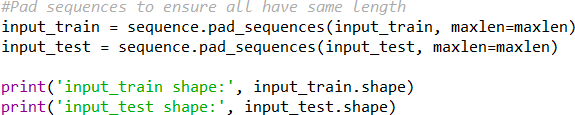 #Pad sequences to ensure all have same length
input_train = sequence.pad_sequences(input_train, maxlen=maxlen)
input_test = sequence.pad_sequences(input_test, maxlen=maxlen)
print('input_train shape:', input_train.shape)
print('input_test shape:', input_test.shape)